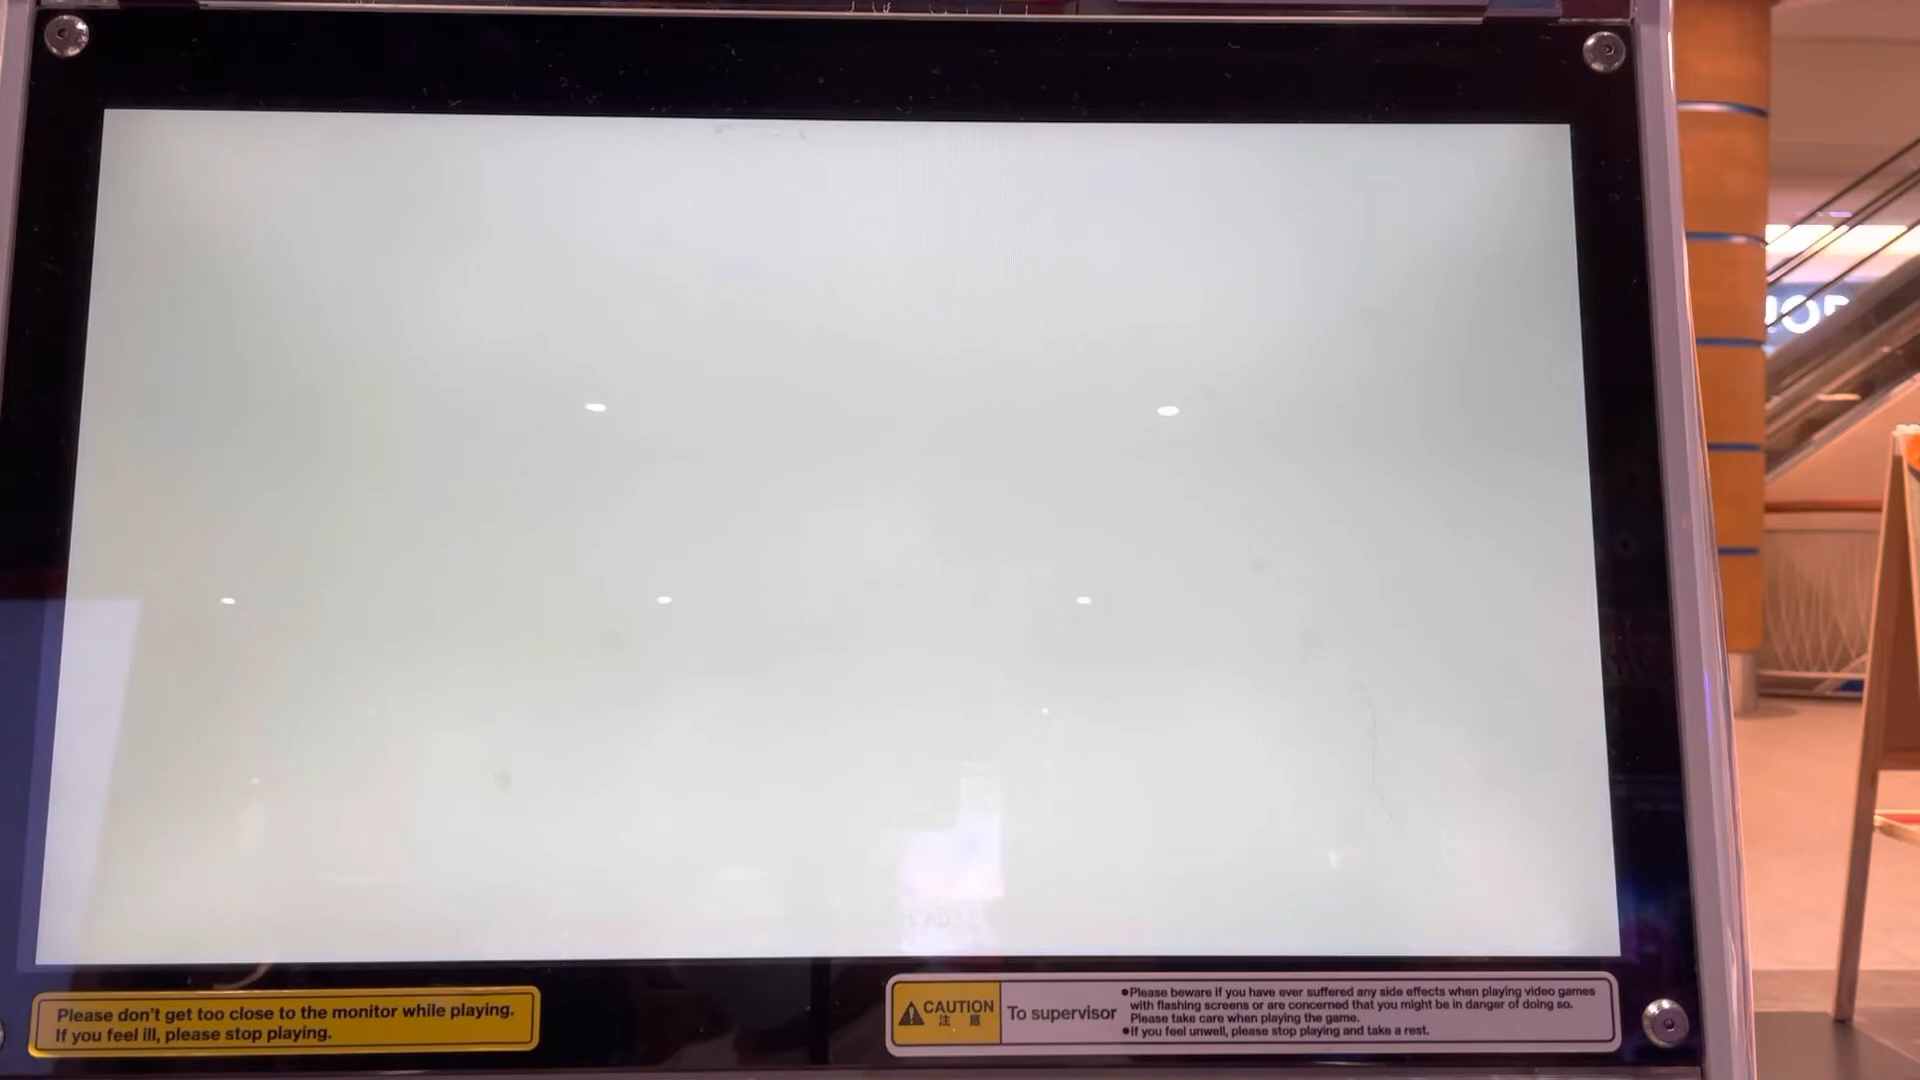 Please don't get too close to the monitor while playing.
If you feel ill, please stop playing.
CAUTION
注 意
To supervisor
●Please beware if you have ever suffered any side effects when playing video games
with flashing screens or are concerned that you might be in danger of doing so.
Please take care when playing the game.
●If you feel unwell, please stop playing and take a rest.